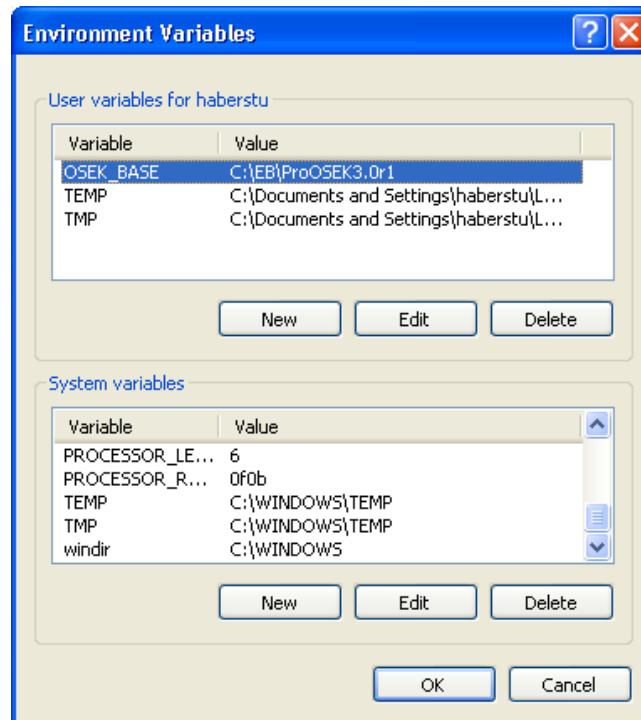 Environment Variables
User variables for haberstu
Variable Value
OSEK_BASE C:\EB\ProOSEK3.0r1
TEMP C:\Documents and Settings\haberstu\L...
TMP C:\Documents and Settings\haberstu\L...
New Edit Delete
System variables
Variable Value
PROCESSOR_LE... 6
PROCESSOR_R... 0f0b
TEMP C:\WINDOWS\TEMP
TMP C:\WINDOWS\TEMP
windir C:\WINDOWS
New Edit Delete
OK Cancel